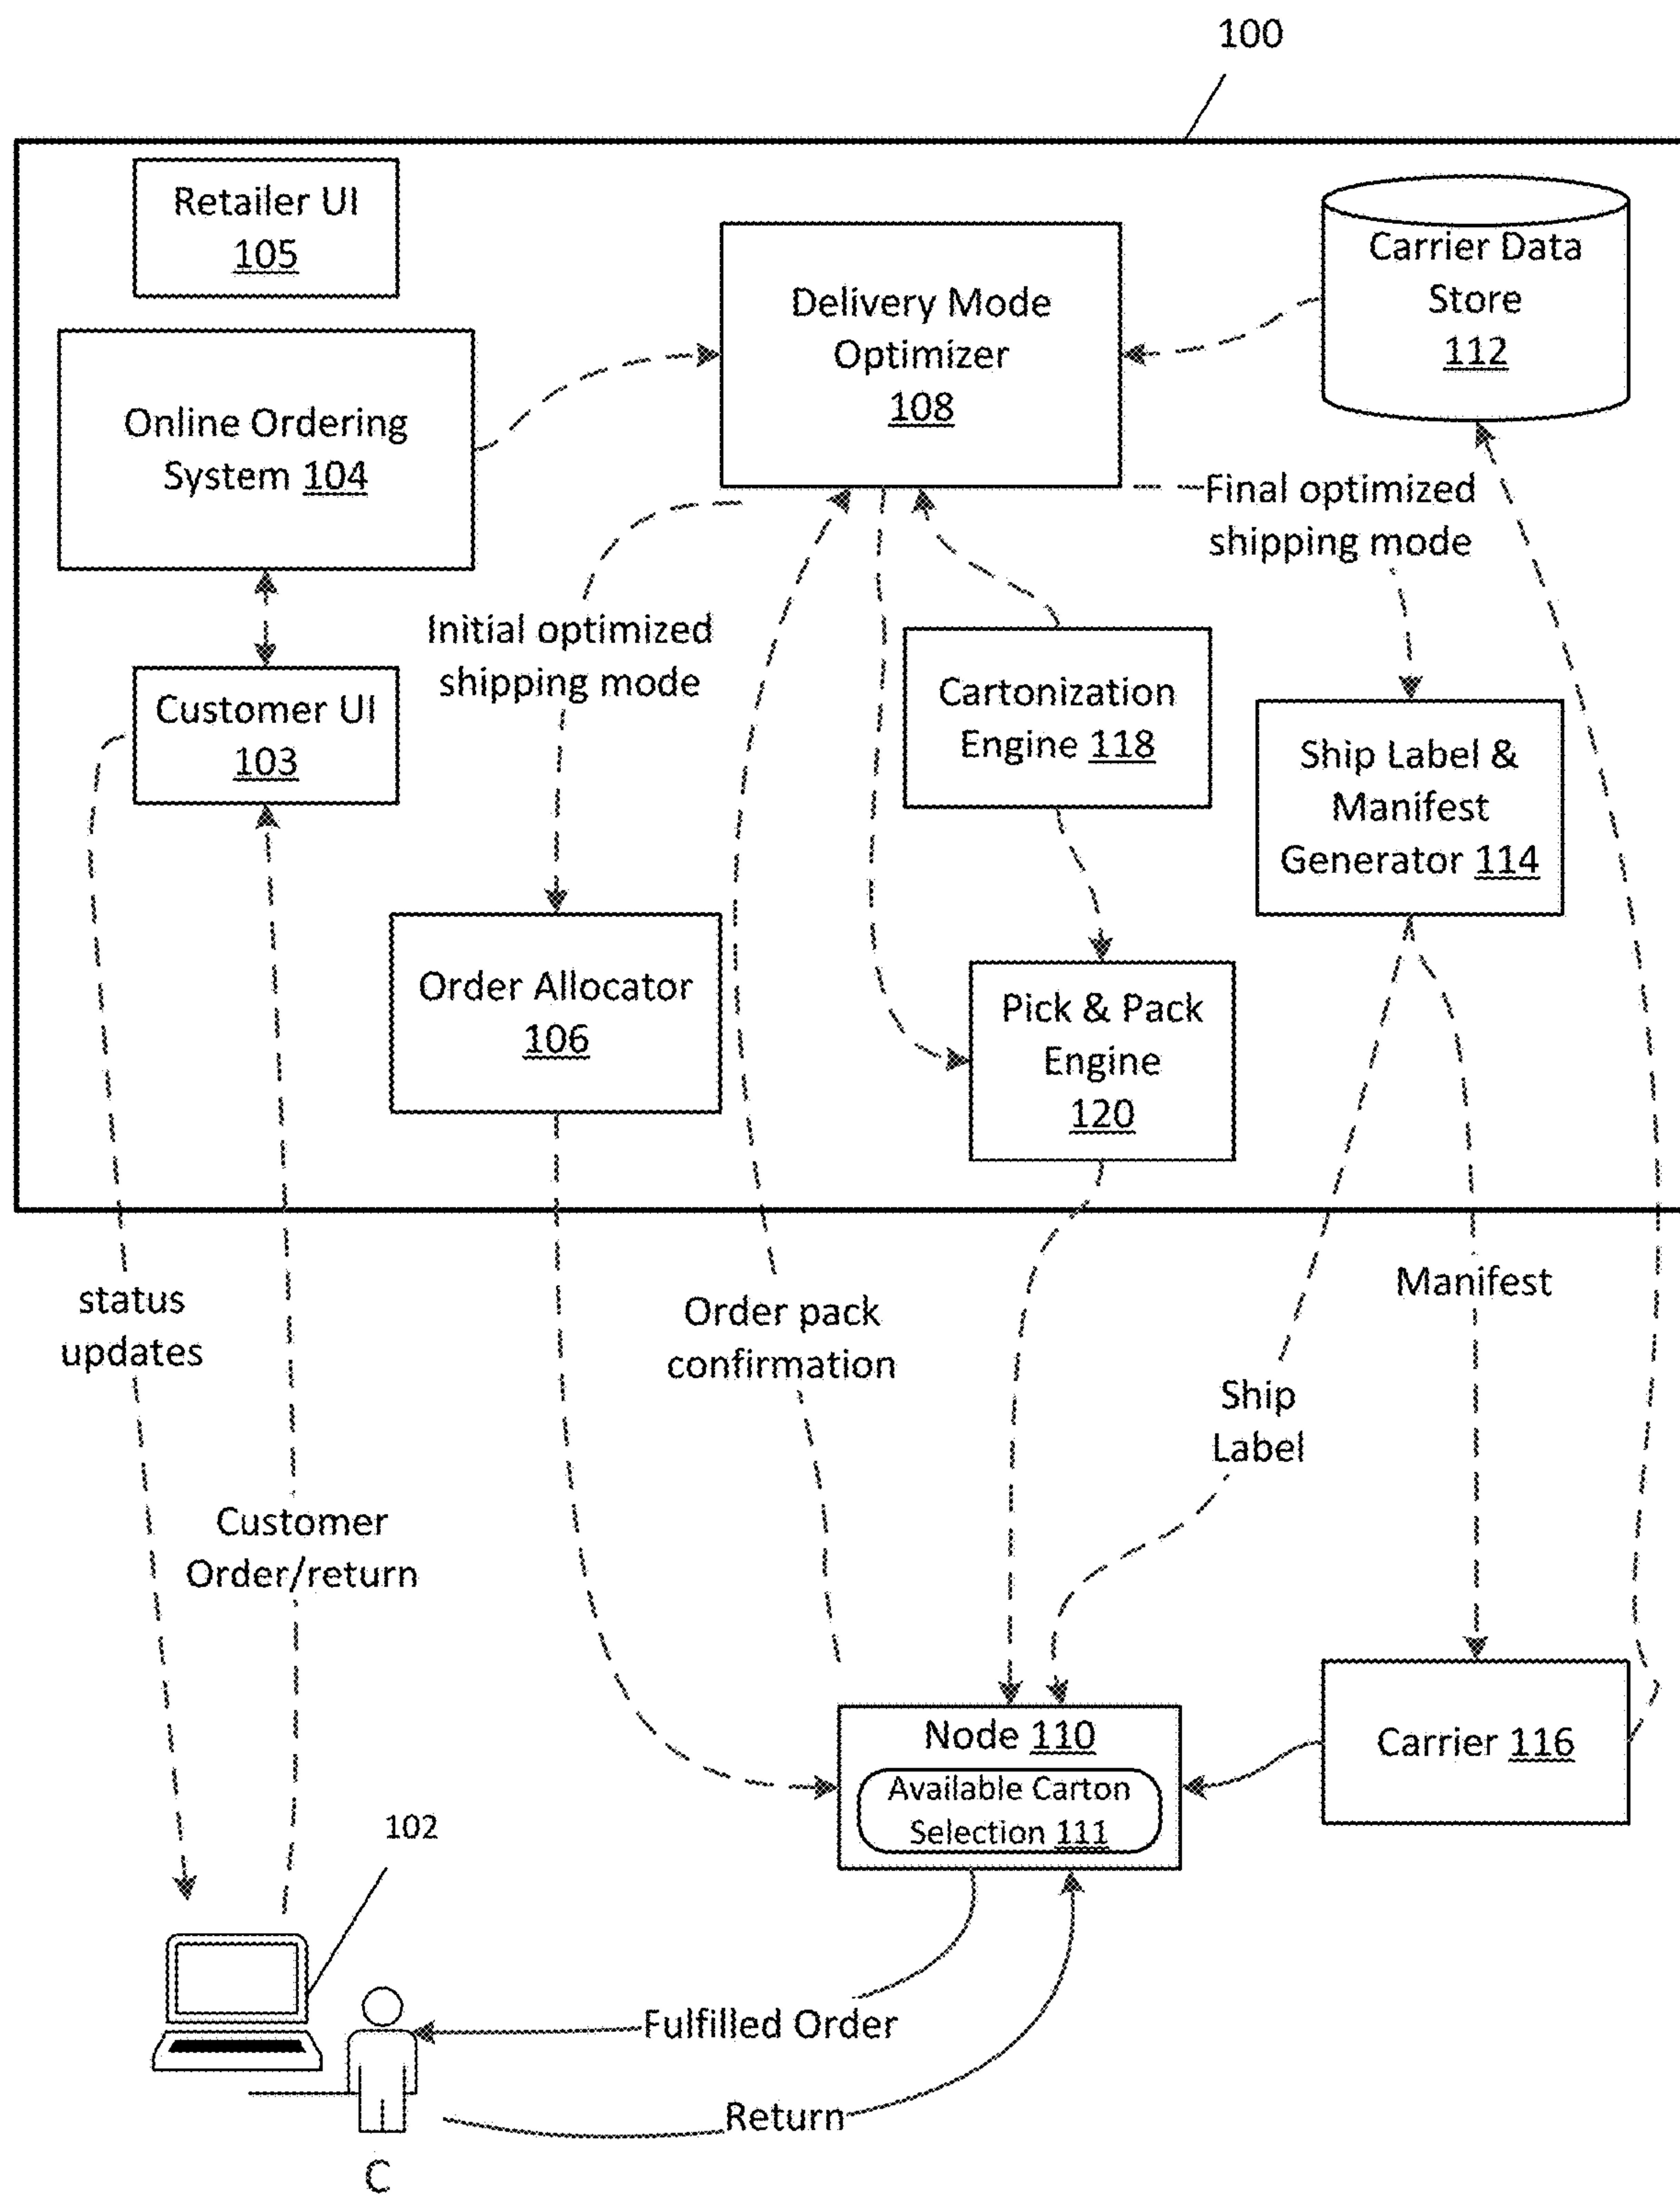 100
Retailer UI
105
Delivery Mode
Optimizer
108
Carrier Data
Store
112
Online Ordering
System 104
Final optimized
shipping mode
Initial optimized
shipping mode
Customer UI
103
Cartonization
Engine 118
Ship Label &
Manifest
Generator 114
Order Allocator
106
Pick & Pack
Engine
120
status
updates
Order pack
confirmation
Manifest
Ship
Label
Customer
Order/return
Node 110
Available Carton
Selection 111
Carrier 116
102
Fulfilled Order
Return
C